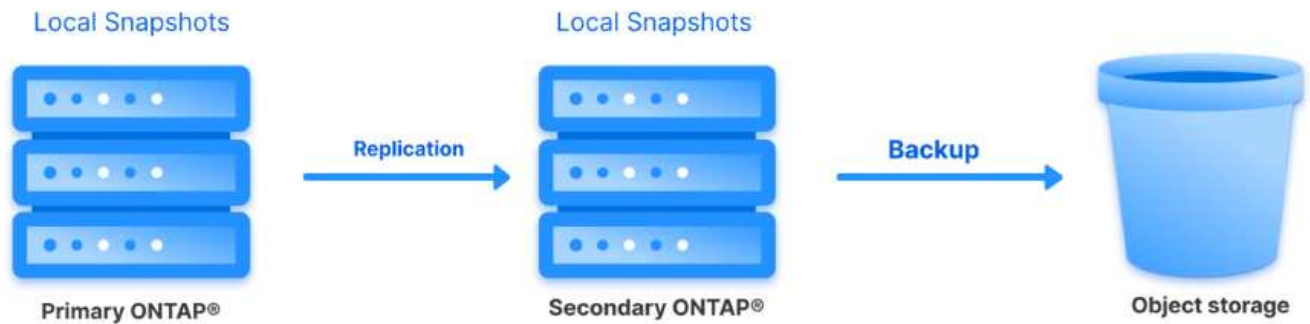 Local Snapshots
Local Snapshots
Replication
Backup
Primary ONTAP®
Secondary ONTAP®
Object storage